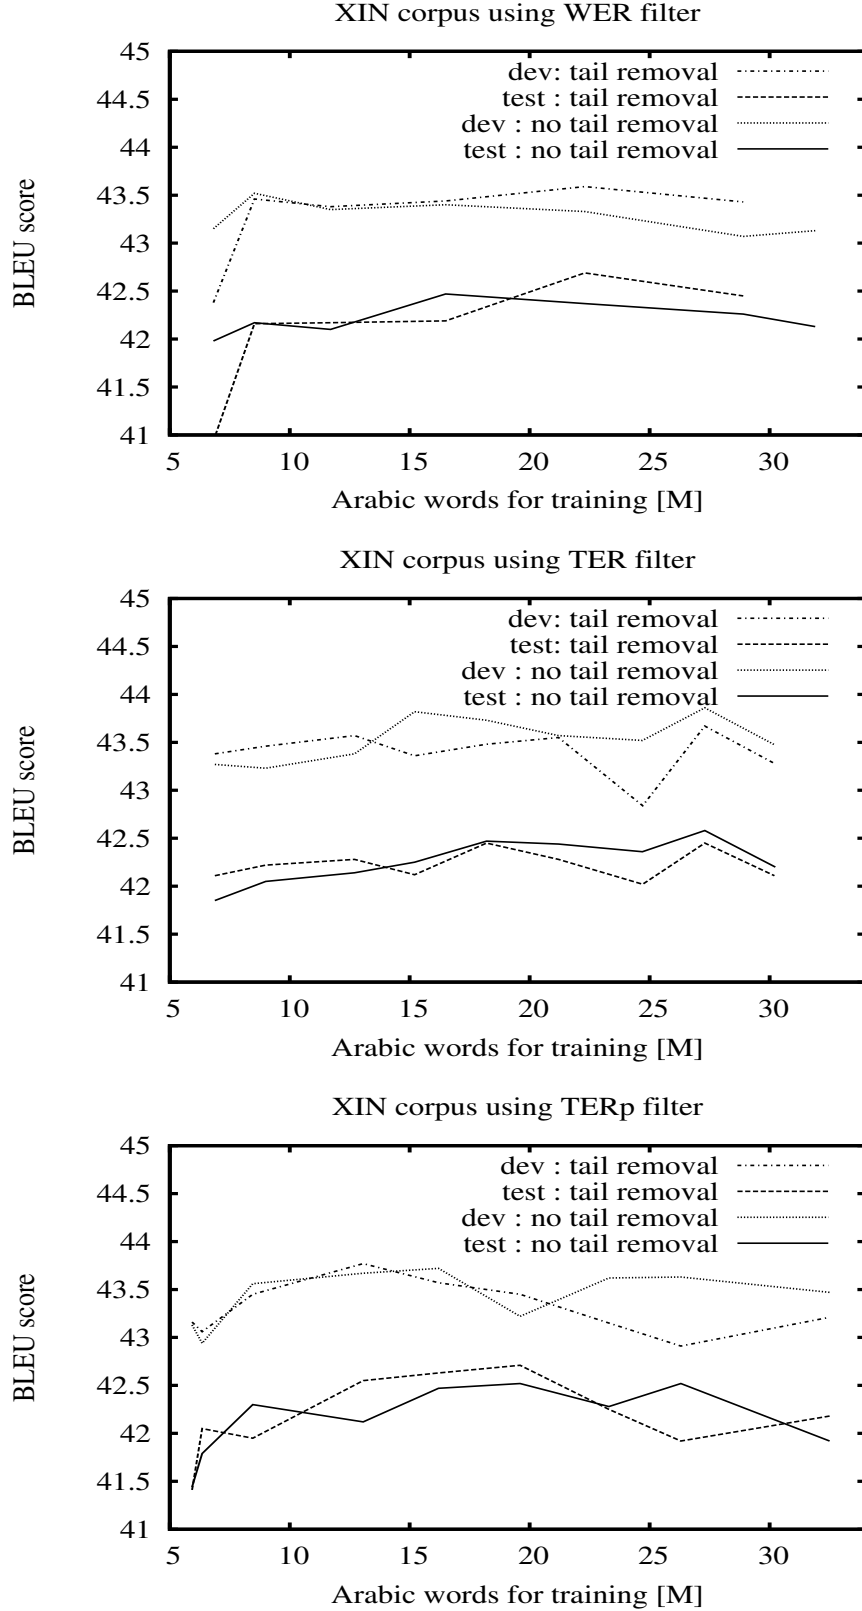 XIN corpus using WER filter
45
44.5
44
43.5
43
42.5
42
41.5
41
BLEU score
dev: tail removal
test : tail removal
dev : no tail removal
test : no tail removal
5 10 15 20 25 30
Arabic words for training [M]
XIN corpus using TER filter
45
44.5
44
43.5
43
42.5
42
41.5
41
BLEU score
dev: tail removal
test: tail removal
dev : no tail removal
test : no tail removal
5 10 15 20 25 30
Arabic words for training [M]
XIN corpus using TERp filter
45
44.5
44
43.5
43
42.5
42
41.5
41
BLEU score
dev : tail removal
test : tail removal
dev : no tail removal
test : no tail removal
5 10 15 20 25 30
Arabic words for training [M]